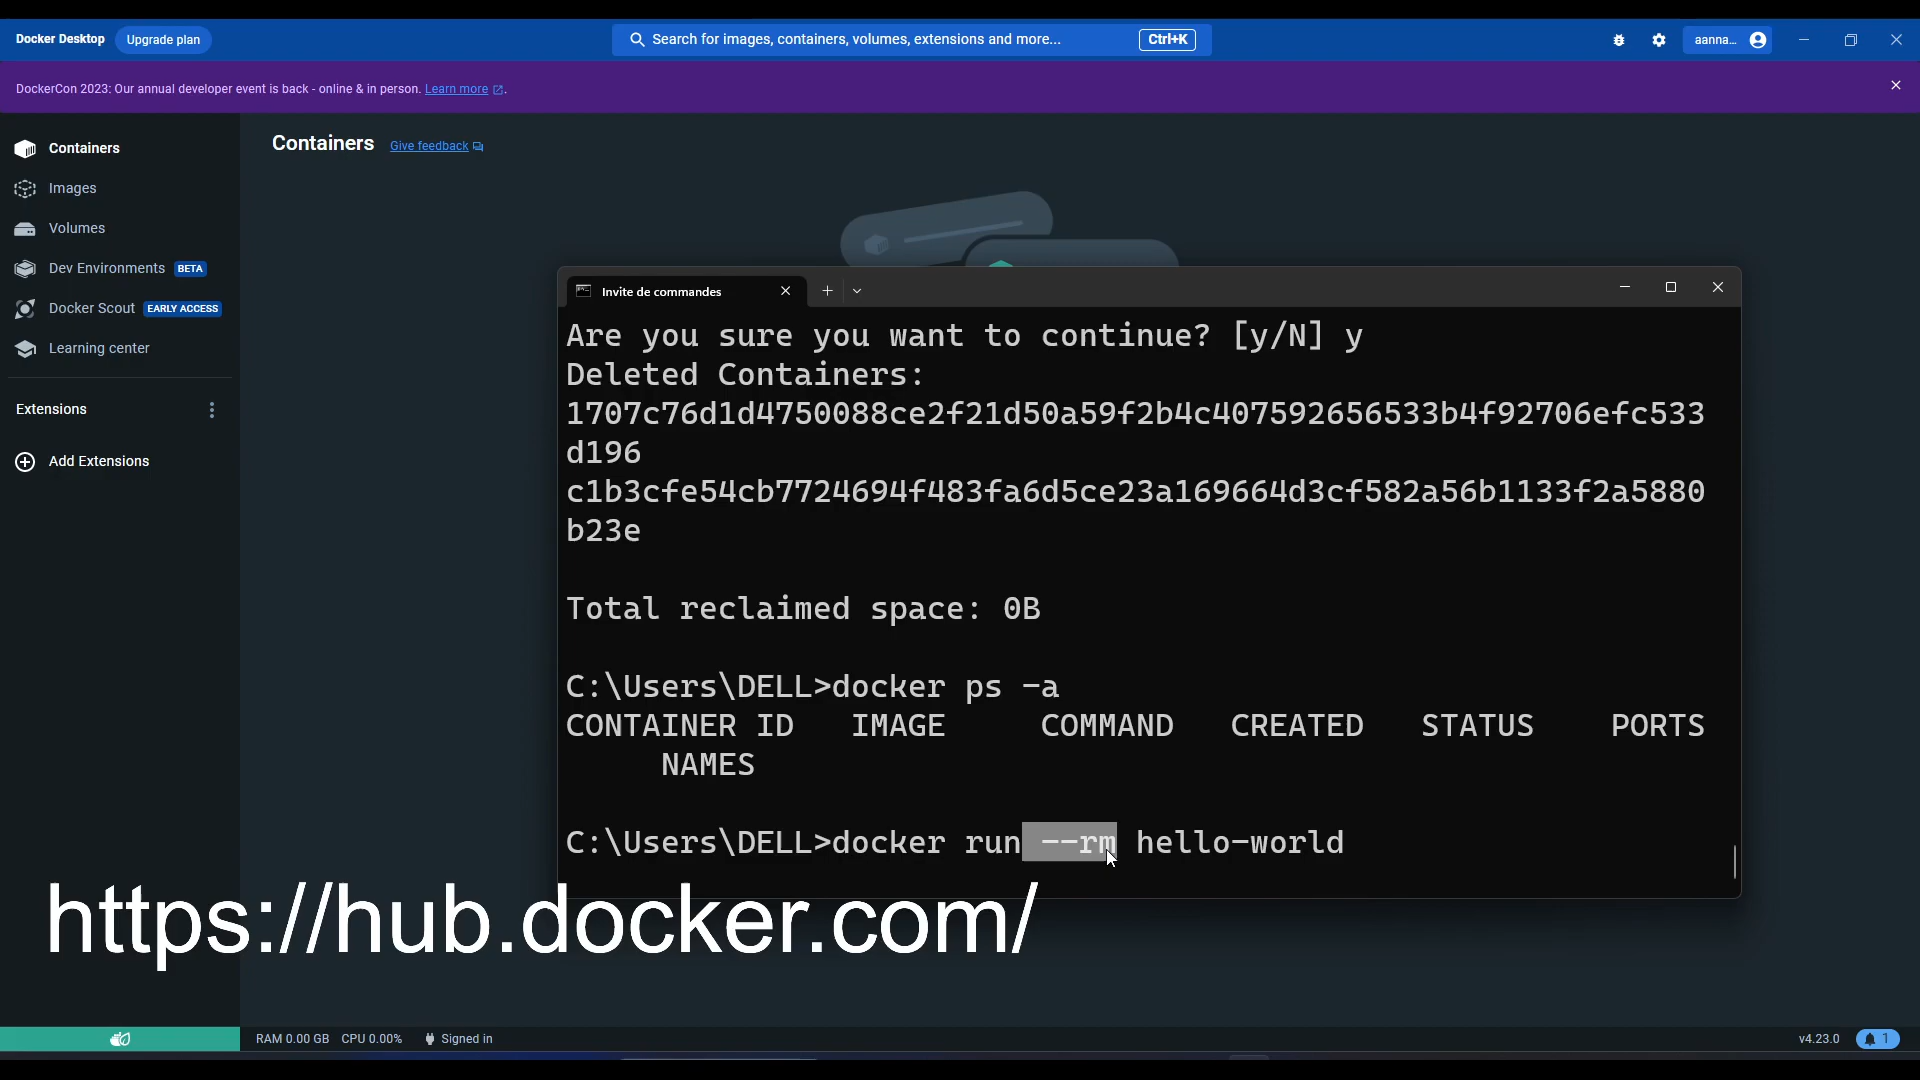 Docker Desktop
Upgrade plan
Search for images, containers, volumes, extensions and more...
Ctrl+K
aanna...
DockerCon 2023: Our annual developer event is back - online & in person. Learn more .
Containers
Images
Volumes
Dev Environments BETA
Docker Scout EARLY ACCESS
Learning center
Extensions
Add Extensions
Containers
Give feedback
Invite de commandes
Are you sure you want to continue? [y/N] y
Deleted Containers:
1707c76d1d4750088ce2f21d50a59f2b4c407592656533b4f92706efc533
d196
c1b3cfe54cb7724694f483fa6d5ce23a169664d3cf582a56b1133f2a5880
b23e
Total reclaimed space: 0B
C:\Users\DELL>docker ps -a
CONTAINER ID IMAGE COMMAND CREATED STATUS PORTS
NAMES
C:\Users\DELL>docker run --rm hello-world
https://hub.docker.com/
RAM 0.00 GB CPU 0.00% Signed in
v4.23.0
1